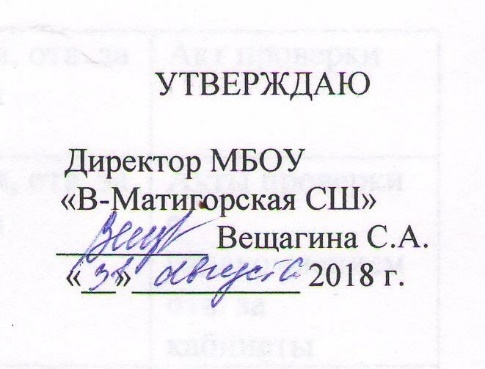 УТВЕРЖДАЮ
Директор МБОУ
«В-Матигорская СШ»
Вещагина С.А.
«31» августа 2018 г.